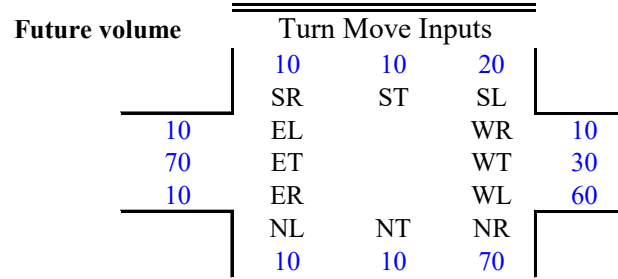 Future volume Turn Move Inputs
10 10 20
SR ST SL
10 EL WR 10
70 ET WT 30
10 ER WL 60
NL NT NR
10 10 70